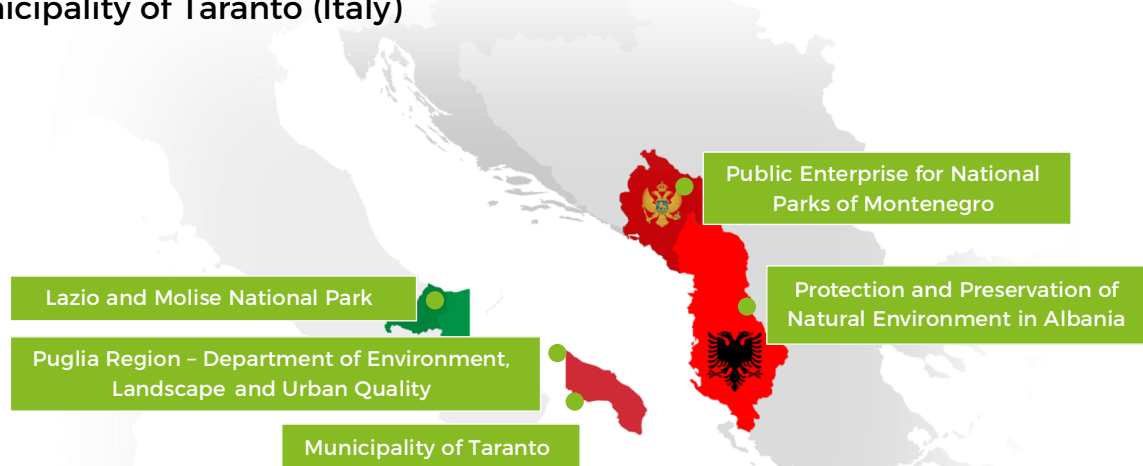 nicipality of Taranto (Italy)
Public Enterprise for National
Parks of Montenegro
Lazio and Molise National Park
Protection and Preservation of
Natural Environment in Albania
Puglia Region – Department of Environment,
Landscape and Urban Quality
Municipality of Taranto